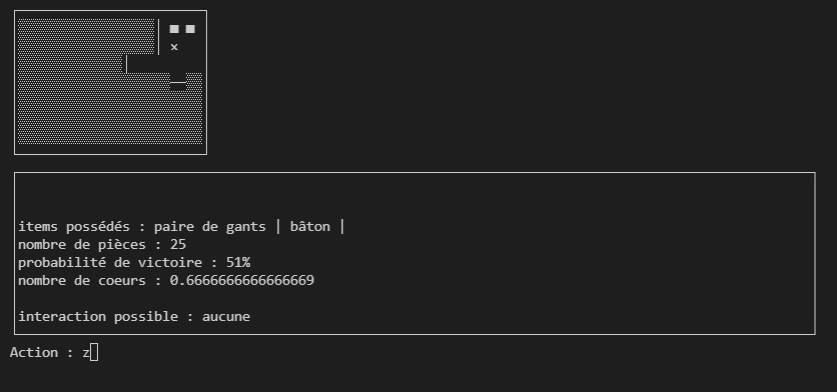 ×
items possédés : paire de gants | bâton |
nombre de pièces : 25
probabilité de victoire : 51%
nombre de coeurs : 0.6666666666666669
interaction possible : aucune
Action : z